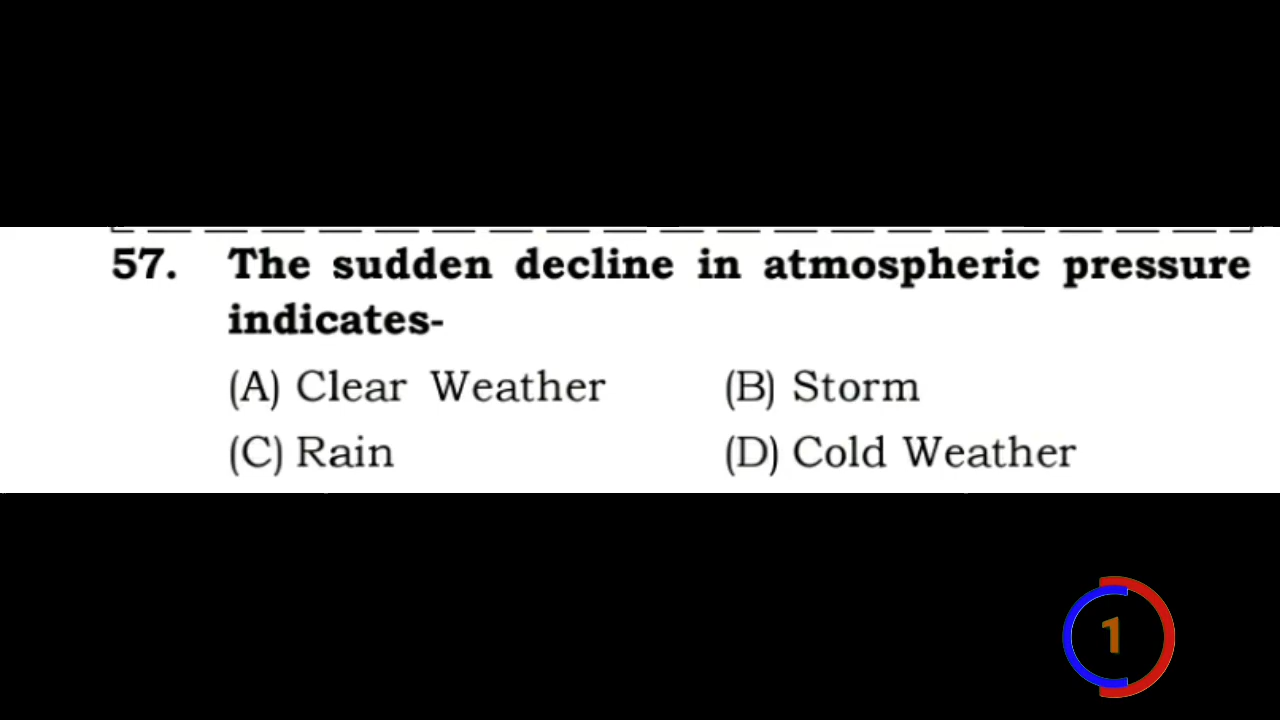 57. The sudden decline in atmospheric pressure
indicates-
(A) Clear Weather (B) Storm
(C) Rain (D) Cold Weather
1